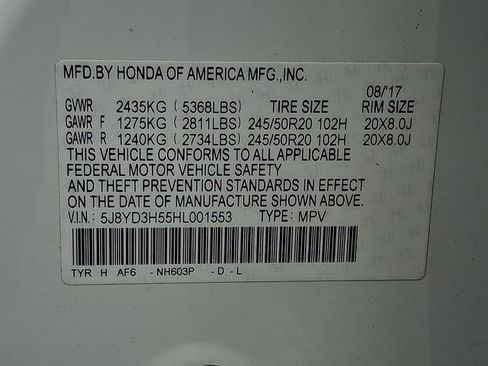 MFD.BY HONDA OF AMERICA MFG.,INC.
08/17
GVWR 2435KG (5368LBS) TIRE SIZE RIM SIZE
GAWR F 1275KG (2811LBS) 245/50R20 102H 20X8.0J
GAWR R 1240KG (2734LBS) 245/50R20 102H 20X8.0J
THIS VEHICLE CONFORMS TO ALL APPLICABLE
FEDERAL MOTOR VEHICLE SAFETY
AND THEFT PREVENTION STANDARDS IN EFFECT
ON THE DATE OF MANUFACTURE SHOWN ABOVE.
V.I.N.: 5J8YD3H55HL001553 TYPE: MPV
TYR H AF6 -NH603P -D-L